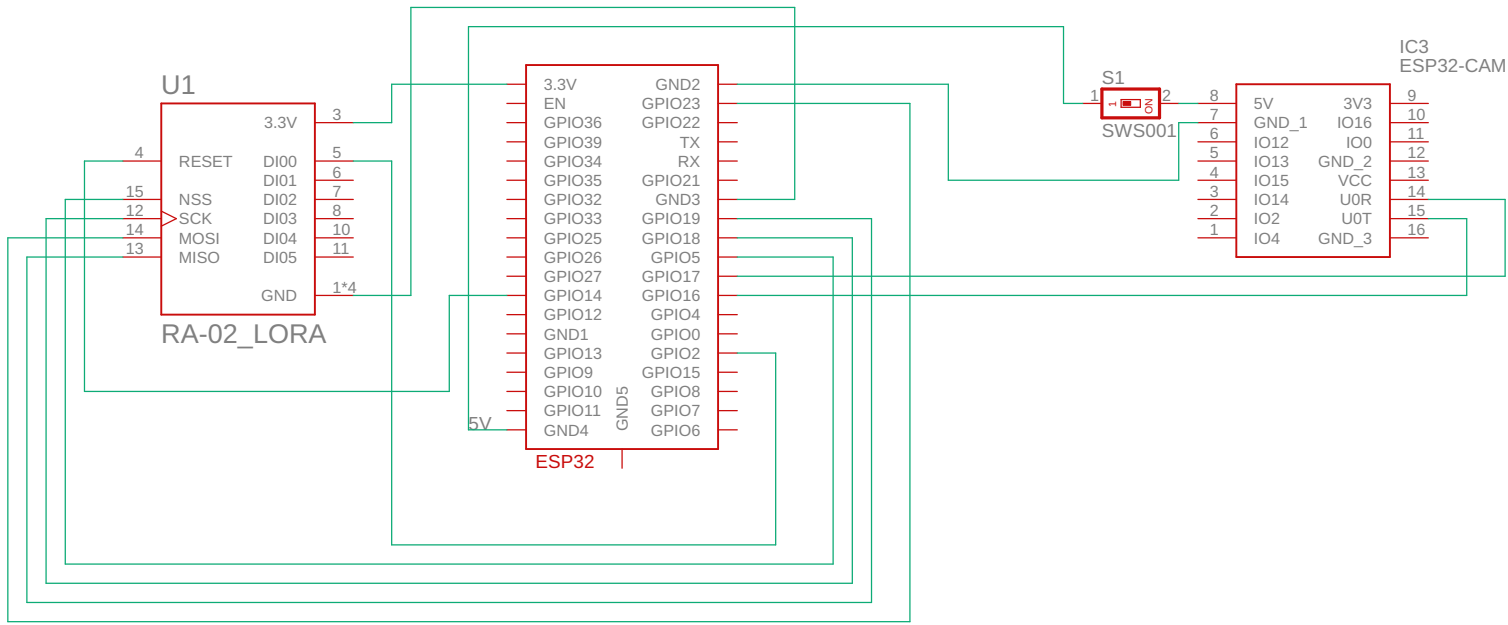 U1
3.3V 3
4 RESET DI00 5
DI01 6
15 NSS DI02 7
12 SCK DI03 8
14 MOSI DI04 10
13 MISO DI05 11
GND 1*4
RA-02_LORA
3.3V GND2
EN GPIO23
GPIO36 GPIO22
GPIO39 TX
GPIO34 RX
GPIO35 GPIO21
GPIO32 GND3
GPIO33 GPIO19
GPIO25 GPIO18
GPIO26 GPIO5
GPIO27 GPIO17
GPIO14 GPIO16
GPIO12 GPIO4
GND1 GPIO0
GPIO13 GPIO2
GPIO9 GPIO15
GPIO10 GPIO8
GPIO11 GPIO7
5V GND4 GPIO6
GND5
ESP32
S1
1 1 ON 2
SWS001
IC3
ESP32-CAM
8 5V 3V3 9
7 GND_1 IO16 10
6 IO12 IO0 11
5 IO13 GND_2 12
4 IO15 VCC 13
3 IO14 U0R 14
2 IO2 U0T 15
1 IO4 GND_3 16